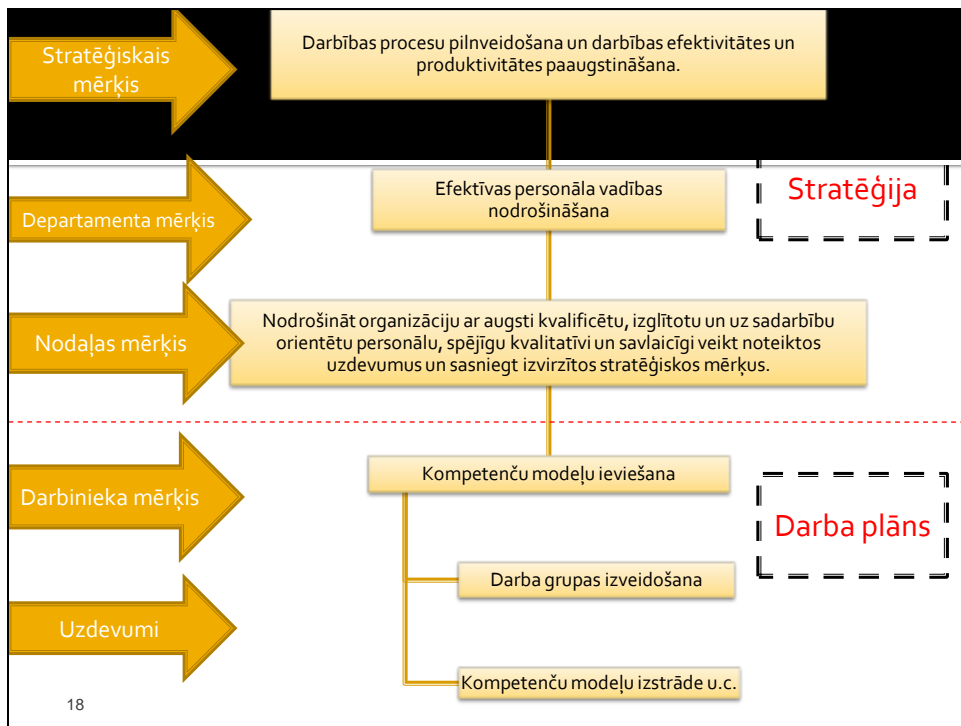 Stratēģiskais
mērķis
Darbības procesu pilnveidošana un darbības efektivitātes un
produktivitātes paaugstināšana.
Departamenta mērķis
Efektīvas personāla vadības
nodrošināšana
Stratēģija
Nodaļas mērķis
Nodrošināt organizāciju ar augsti kvalificētu, izglītotu un uz sadarbību
orientētu personālu, spējīgu kvalitatīvi un savlaicīgi veikt noteiktos
uzdevumus un sasniegt izvirzītos stratēģiskos mērķus.
Darbinieka mērķis
Kompetenču modeļu ieviešana
Darba plāns
Darba grupas izveidošana
Uzdevumi
Kompetenču modeļu izstrāde u.c.
18